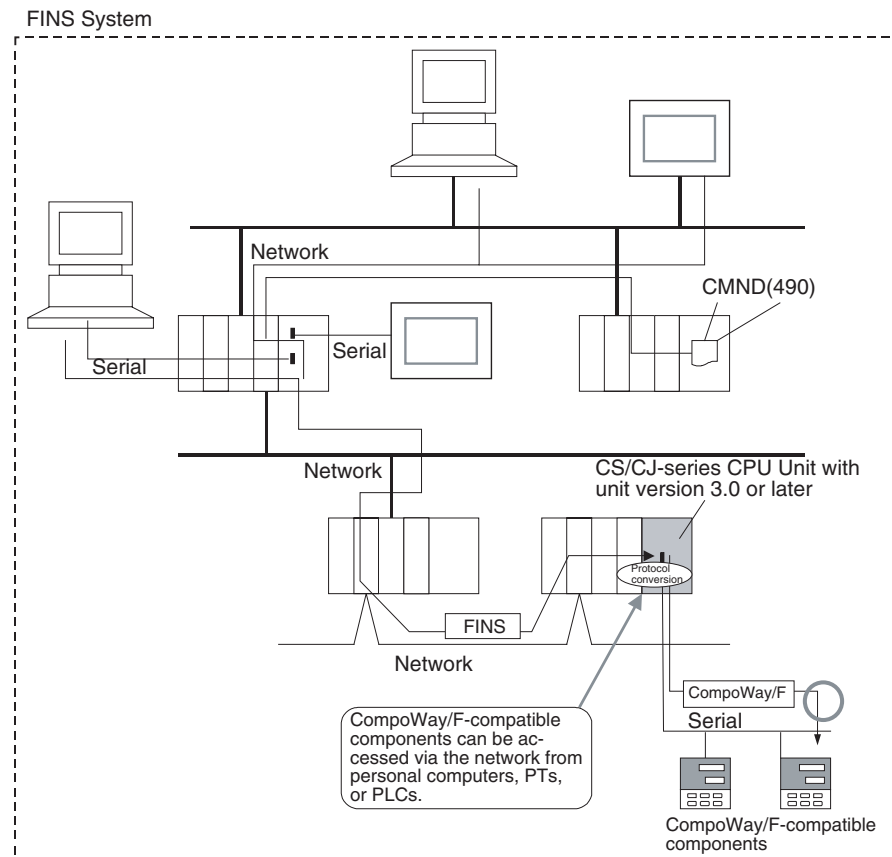 FINS System
Network
CMND(490)
Serial
Serial
Network
CS/CJ-series CPU Unit with
unit version 3.0 or later
Protocol
conversion
FINS
Network
CompoWay/F
Serial
CompoWay/F-compatible
components can be ac-
cessed via the network from
personal computers, PTs,
or PLCs.
CompoWay/F-compatible
components